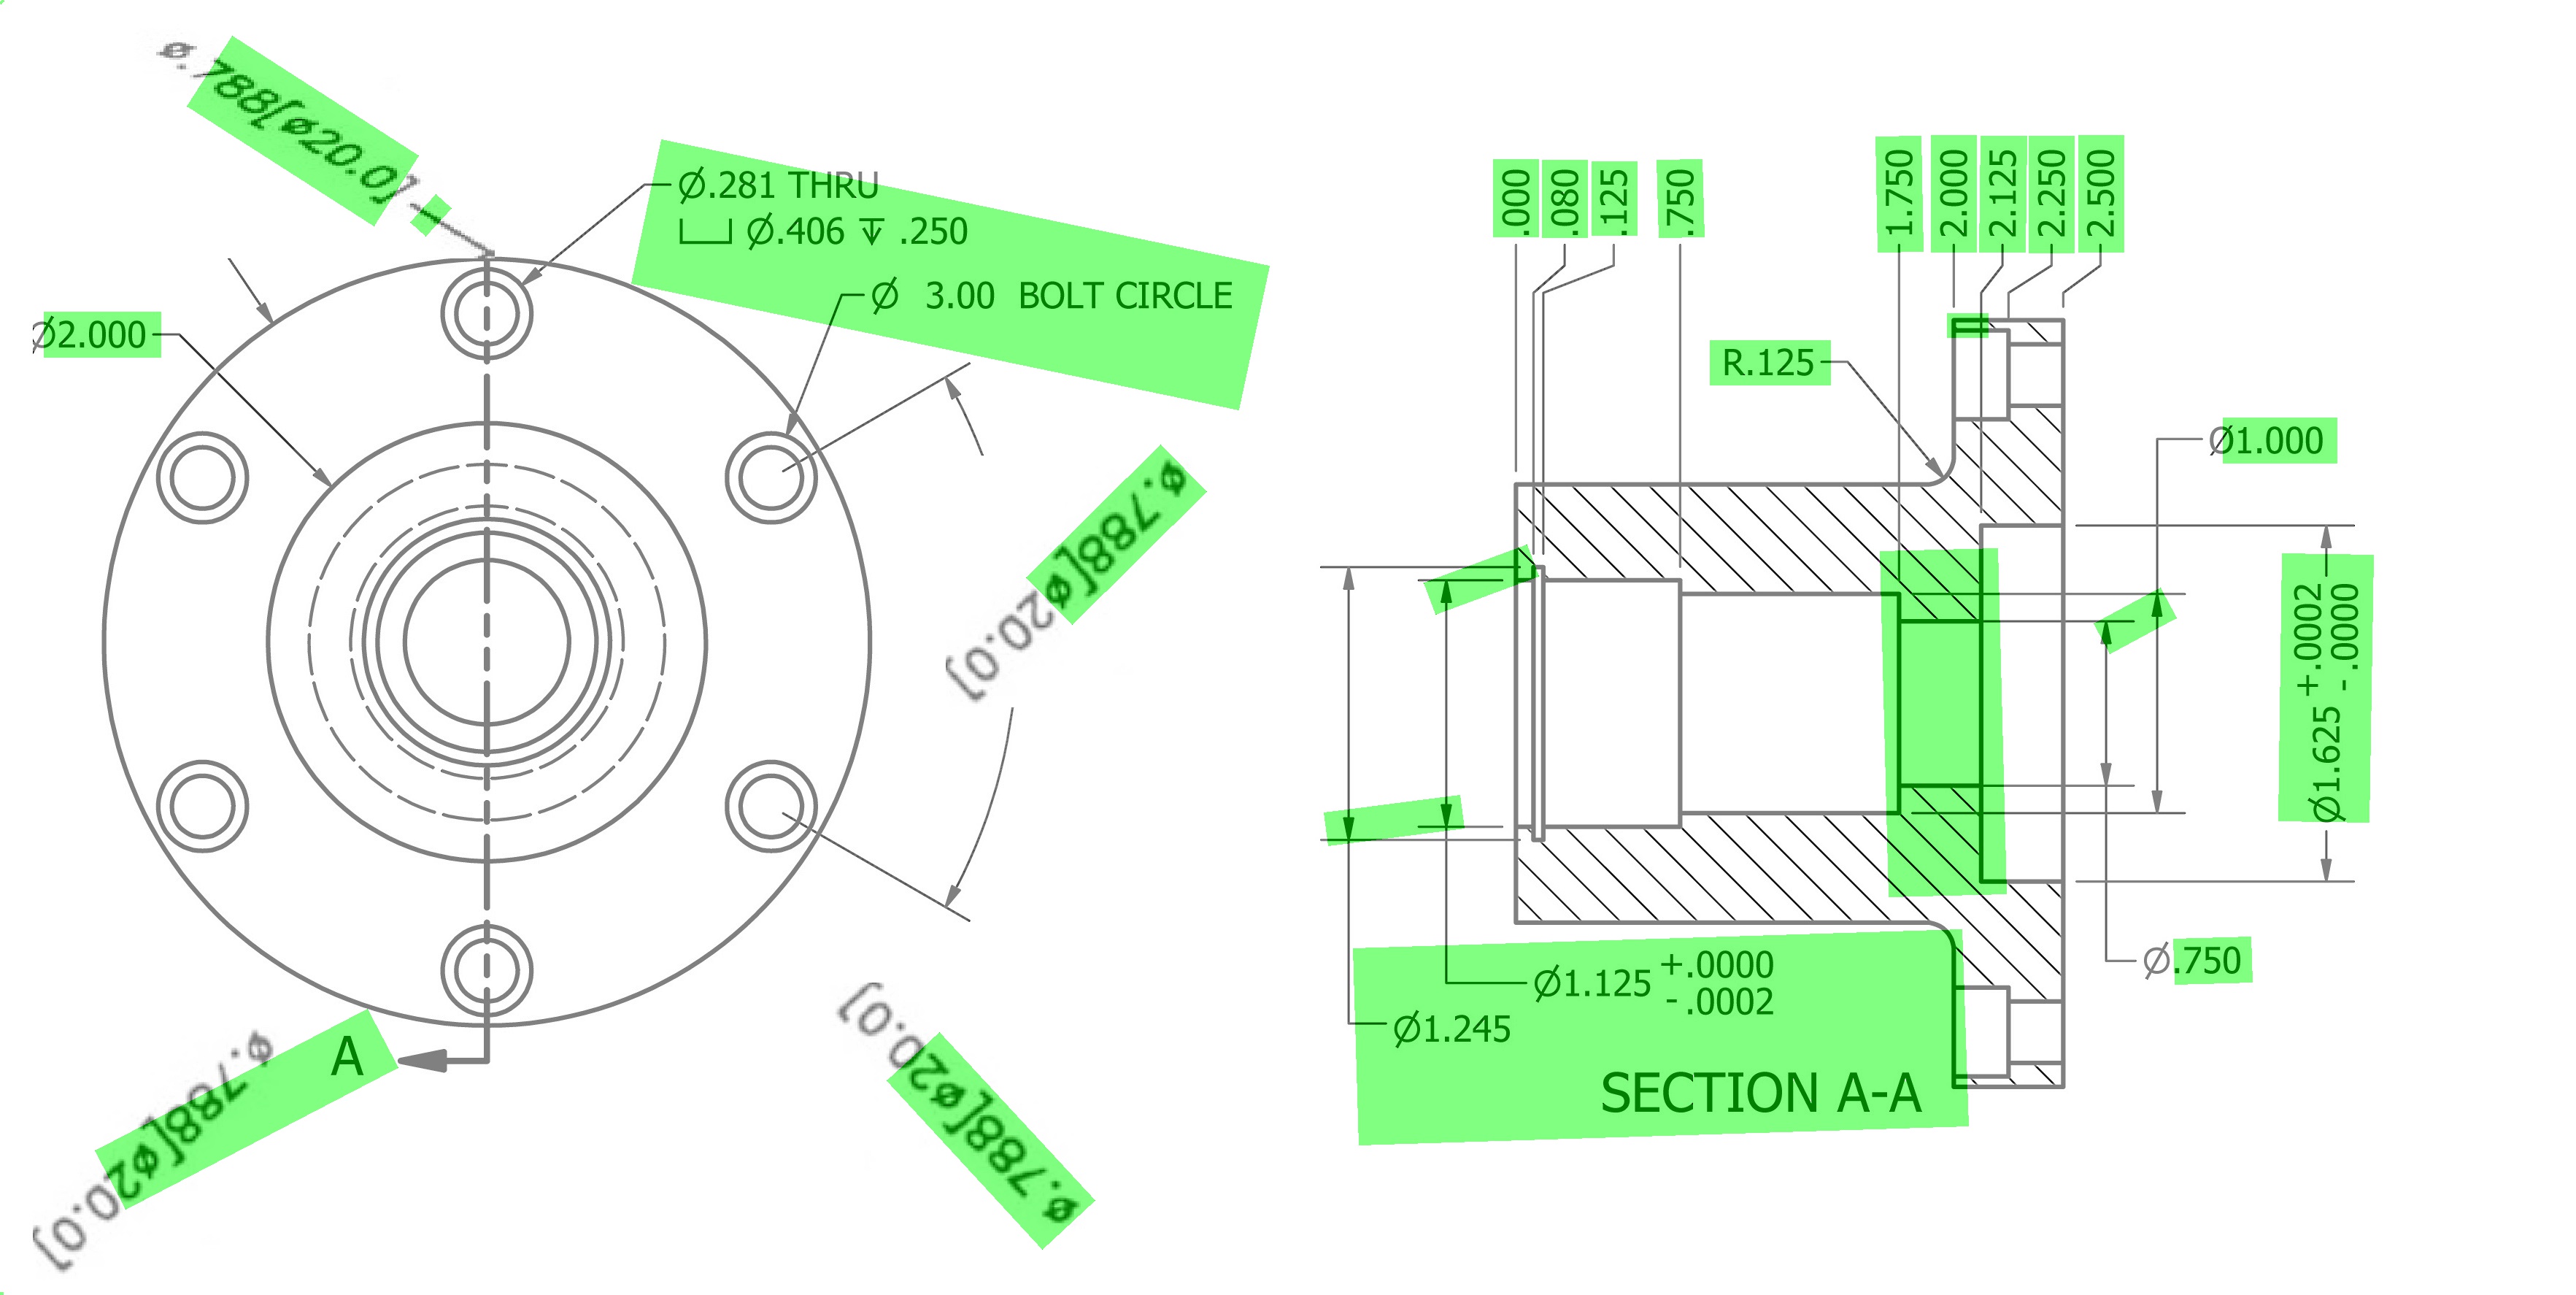 Ø.788[Ø20.0]
Ø.281 THRU
⌴ Ø.406 ↧ .250
Ø 3.00 BOLT CIRCLE
Ø2.000
Ø.788[Ø20.0]
A
Ø.788[Ø20.0]
Ø.788[Ø20.0]
.000
.080
.125
.750
1.750
2.000
2.125
2.250
2.500
R.125
Ø1.000
Ø1.625 +.0002 -.0000
Ø.750
Ø1.125 +.0000 -.0002
Ø1.245
SECTION A-A